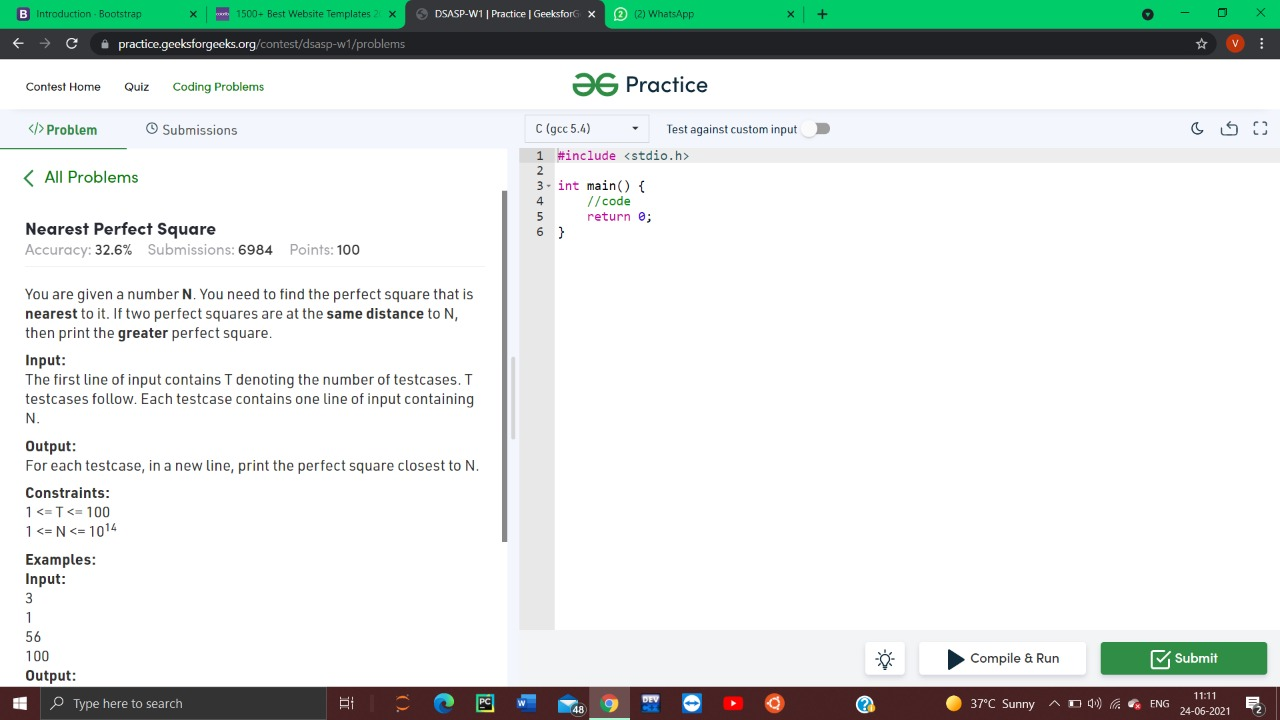 Introduction · Bootstrap
1500+ Best Website Templates 2
DSASP-W1 | Practice | GeeksforG
(2) WhatsApp
practice.geeksforgeeks.org/contest/dsasp-w1/problems
V
Contest Home
Quiz
Coding Problems
Practice
</> Problem
Submissions
C (gcc 5.4)
Test against custom input
All Problems
Nearest Perfect Square
Accuracy: 32.6% Submissions: 6984 Points: 100
You are given a number N. You need to find the perfect square that is
nearest to it. If two perfect squares are at the same distance to N,
then print the greater perfect square.
Input:
The first line of input contains T denoting the number of testcases. T
testcases follow. Each testcase contains one line of input containing
N.
Output:
For each testcase, in a new line, print the perfect square closest to N.
Constraints:
1 <= T <= 100
1 <= N <= 10^14
Examples:
Input:
3
1
56
100
Output:
1 #include <stdio.h>
2
3 int main() {
4 //code
5 return 0;
6 }
Compile & Run
Submit
Type here to search
48
37°C Sunny
ENG
11:11
24-06-2021
2